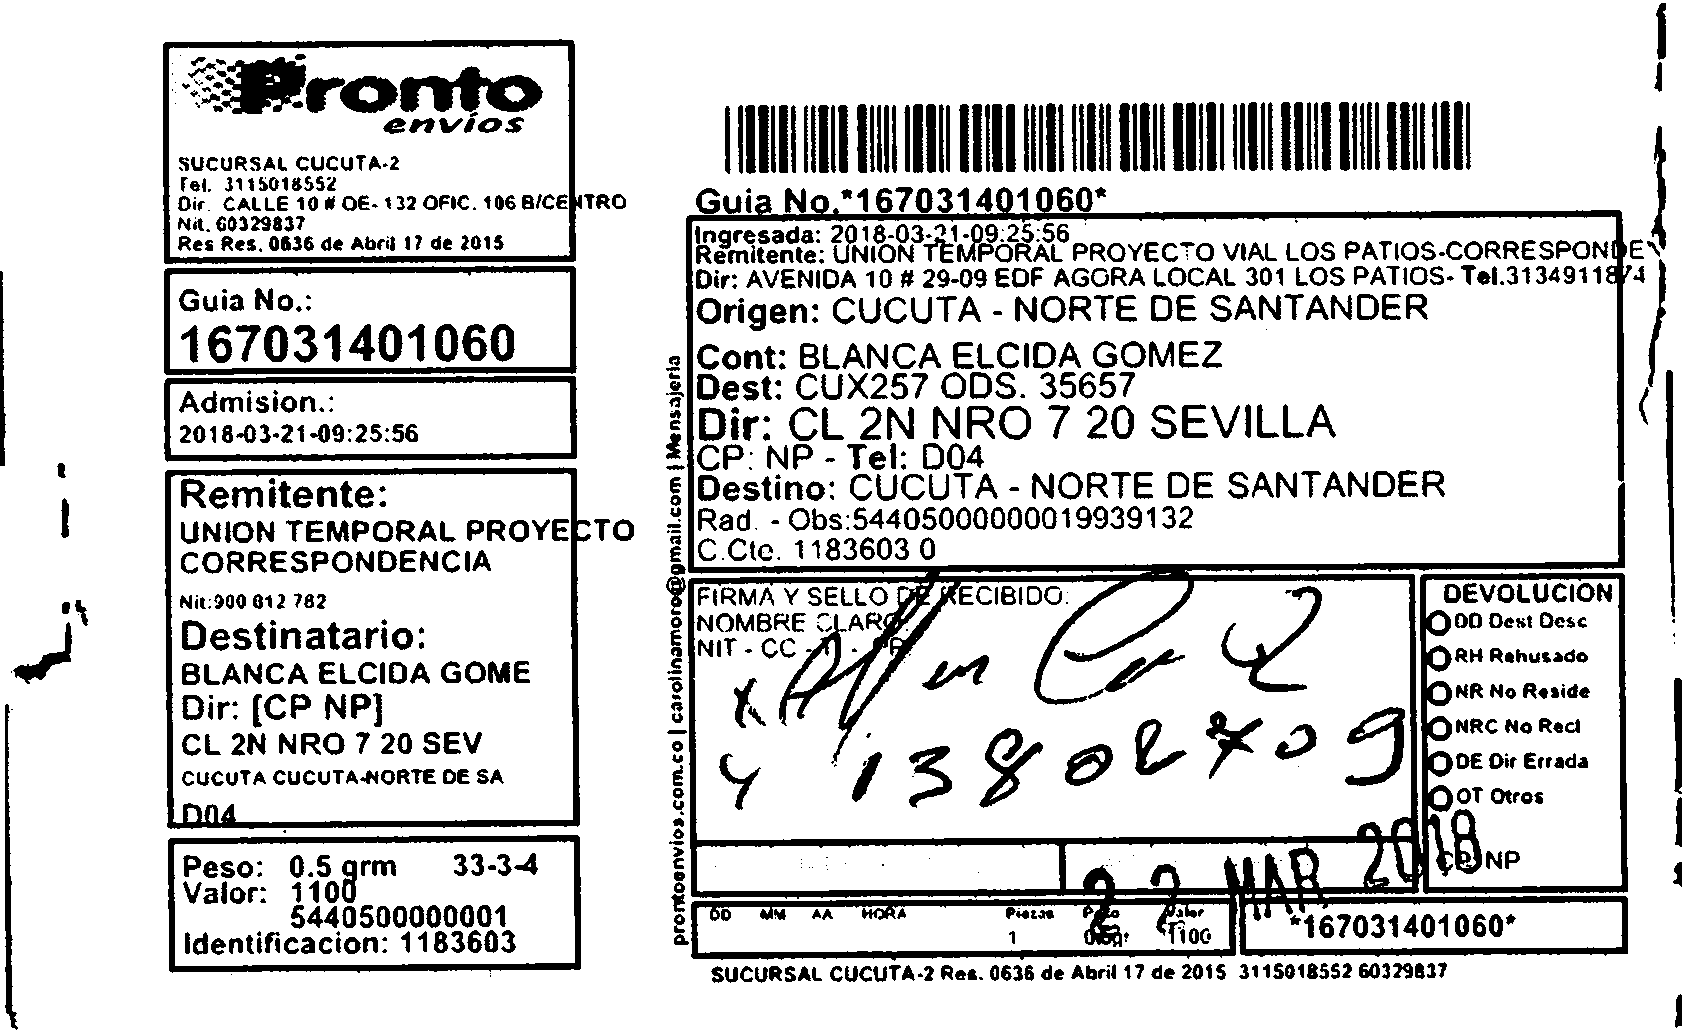 Pronto
envíos
SUCURSAL CUCUTA-2
Tel. 3115018552
Dir. CALLE 10 # OE- 132 OFIC. 106 B/CENTRO
Nit. 60329837
Res Res. 0636 de Abril 17 de 2015
Guia No.:
167031401060
Admision.:
2018-03-21-09:25:56
Remitente:
UNION TEMPORAL PROYECTO
CORRESPONDENCIA
Nit:900 012 782
Destinatario:
BLANCA ELCIDA GOME
Dir: [CP NP]
CL 2N NRO 7 20 SEV
CUCUTA CUCUTA-NORTE DE SA
D04
Peso: 0.5 grm 33-3-4
Valor: 1100
5440500000001
Identificacion: 1183603
prontoenvios.com.co | carolinamoro@gmail.com | Mensajeria
Guia No.*167031401060*
Ingresada: 2018-03-21-09:25:56
Remitente: UNION TEMPORAL PROYECTO VIAL LOS PATIOS-CORRESPONDE
Dir: AVENIDA 10 # 29-09 EDF AGORA LOCAL 301 LOS PATIOS- Tel.3134911874
Origen: CUCUTA - NORTE DE SANTANDER
Cont: BLANCA ELCIDA GOMEZ
Dest: CUX257 ODS. 35657
Dir: CL 2N NRO 7 20 SEVILLA
CP: NP - Tel: D04
Destino: CUCUTA - NORTE DE SANTANDER
Rad. - Obs:54405000000019939132
C.Cte. 1183603 0
FIRMA Y SELLO DE RECIBIDO:
NOMBRE CLARO
NIT - CC -
13802709
DEVOLUCION
DD Dest Desc
RH Rehusado
NR No Reside
NRC No Recl
DE Dir Errada
OT Otros
CP: NP
22 MAR 2018
DD MM AA HORA Piezas Peso Valor
1 1100
*167031401060*
SUCURSAL CUCUTA-2 Res. 0636 de Abril 17 de 2015 3115018552 60329837